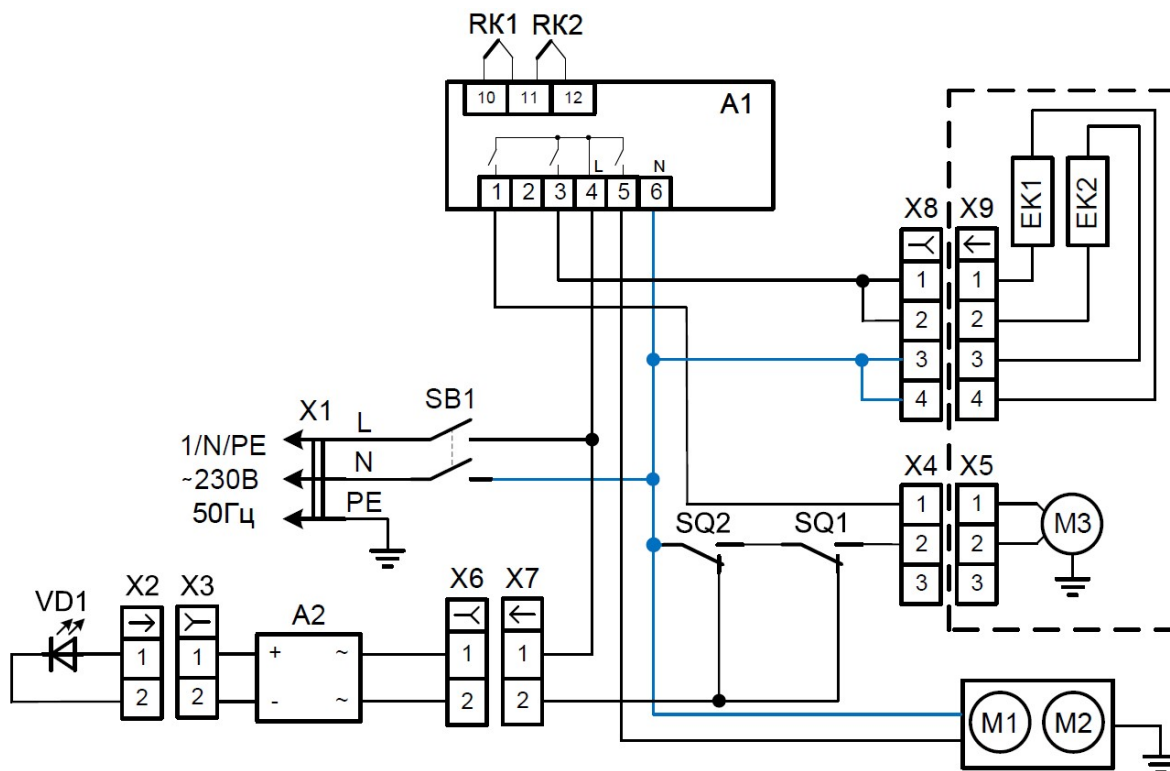 RK1 RK2
10 11 12
A1
L N
1 2 3 4 5 6
X8 X9
EK1 EK2
1 1
2 2
3 3
4 4
X1 L SB1
1/N/PE
N
~230В
PE
50Гц
X4 X5
1 1
2 2
3 3
M3
SQ2 SQ1
VD1 X2 X3 A2 X6 X7
1 1 + ~ 1 1
2 2 - ~ 2 2
M1 M2